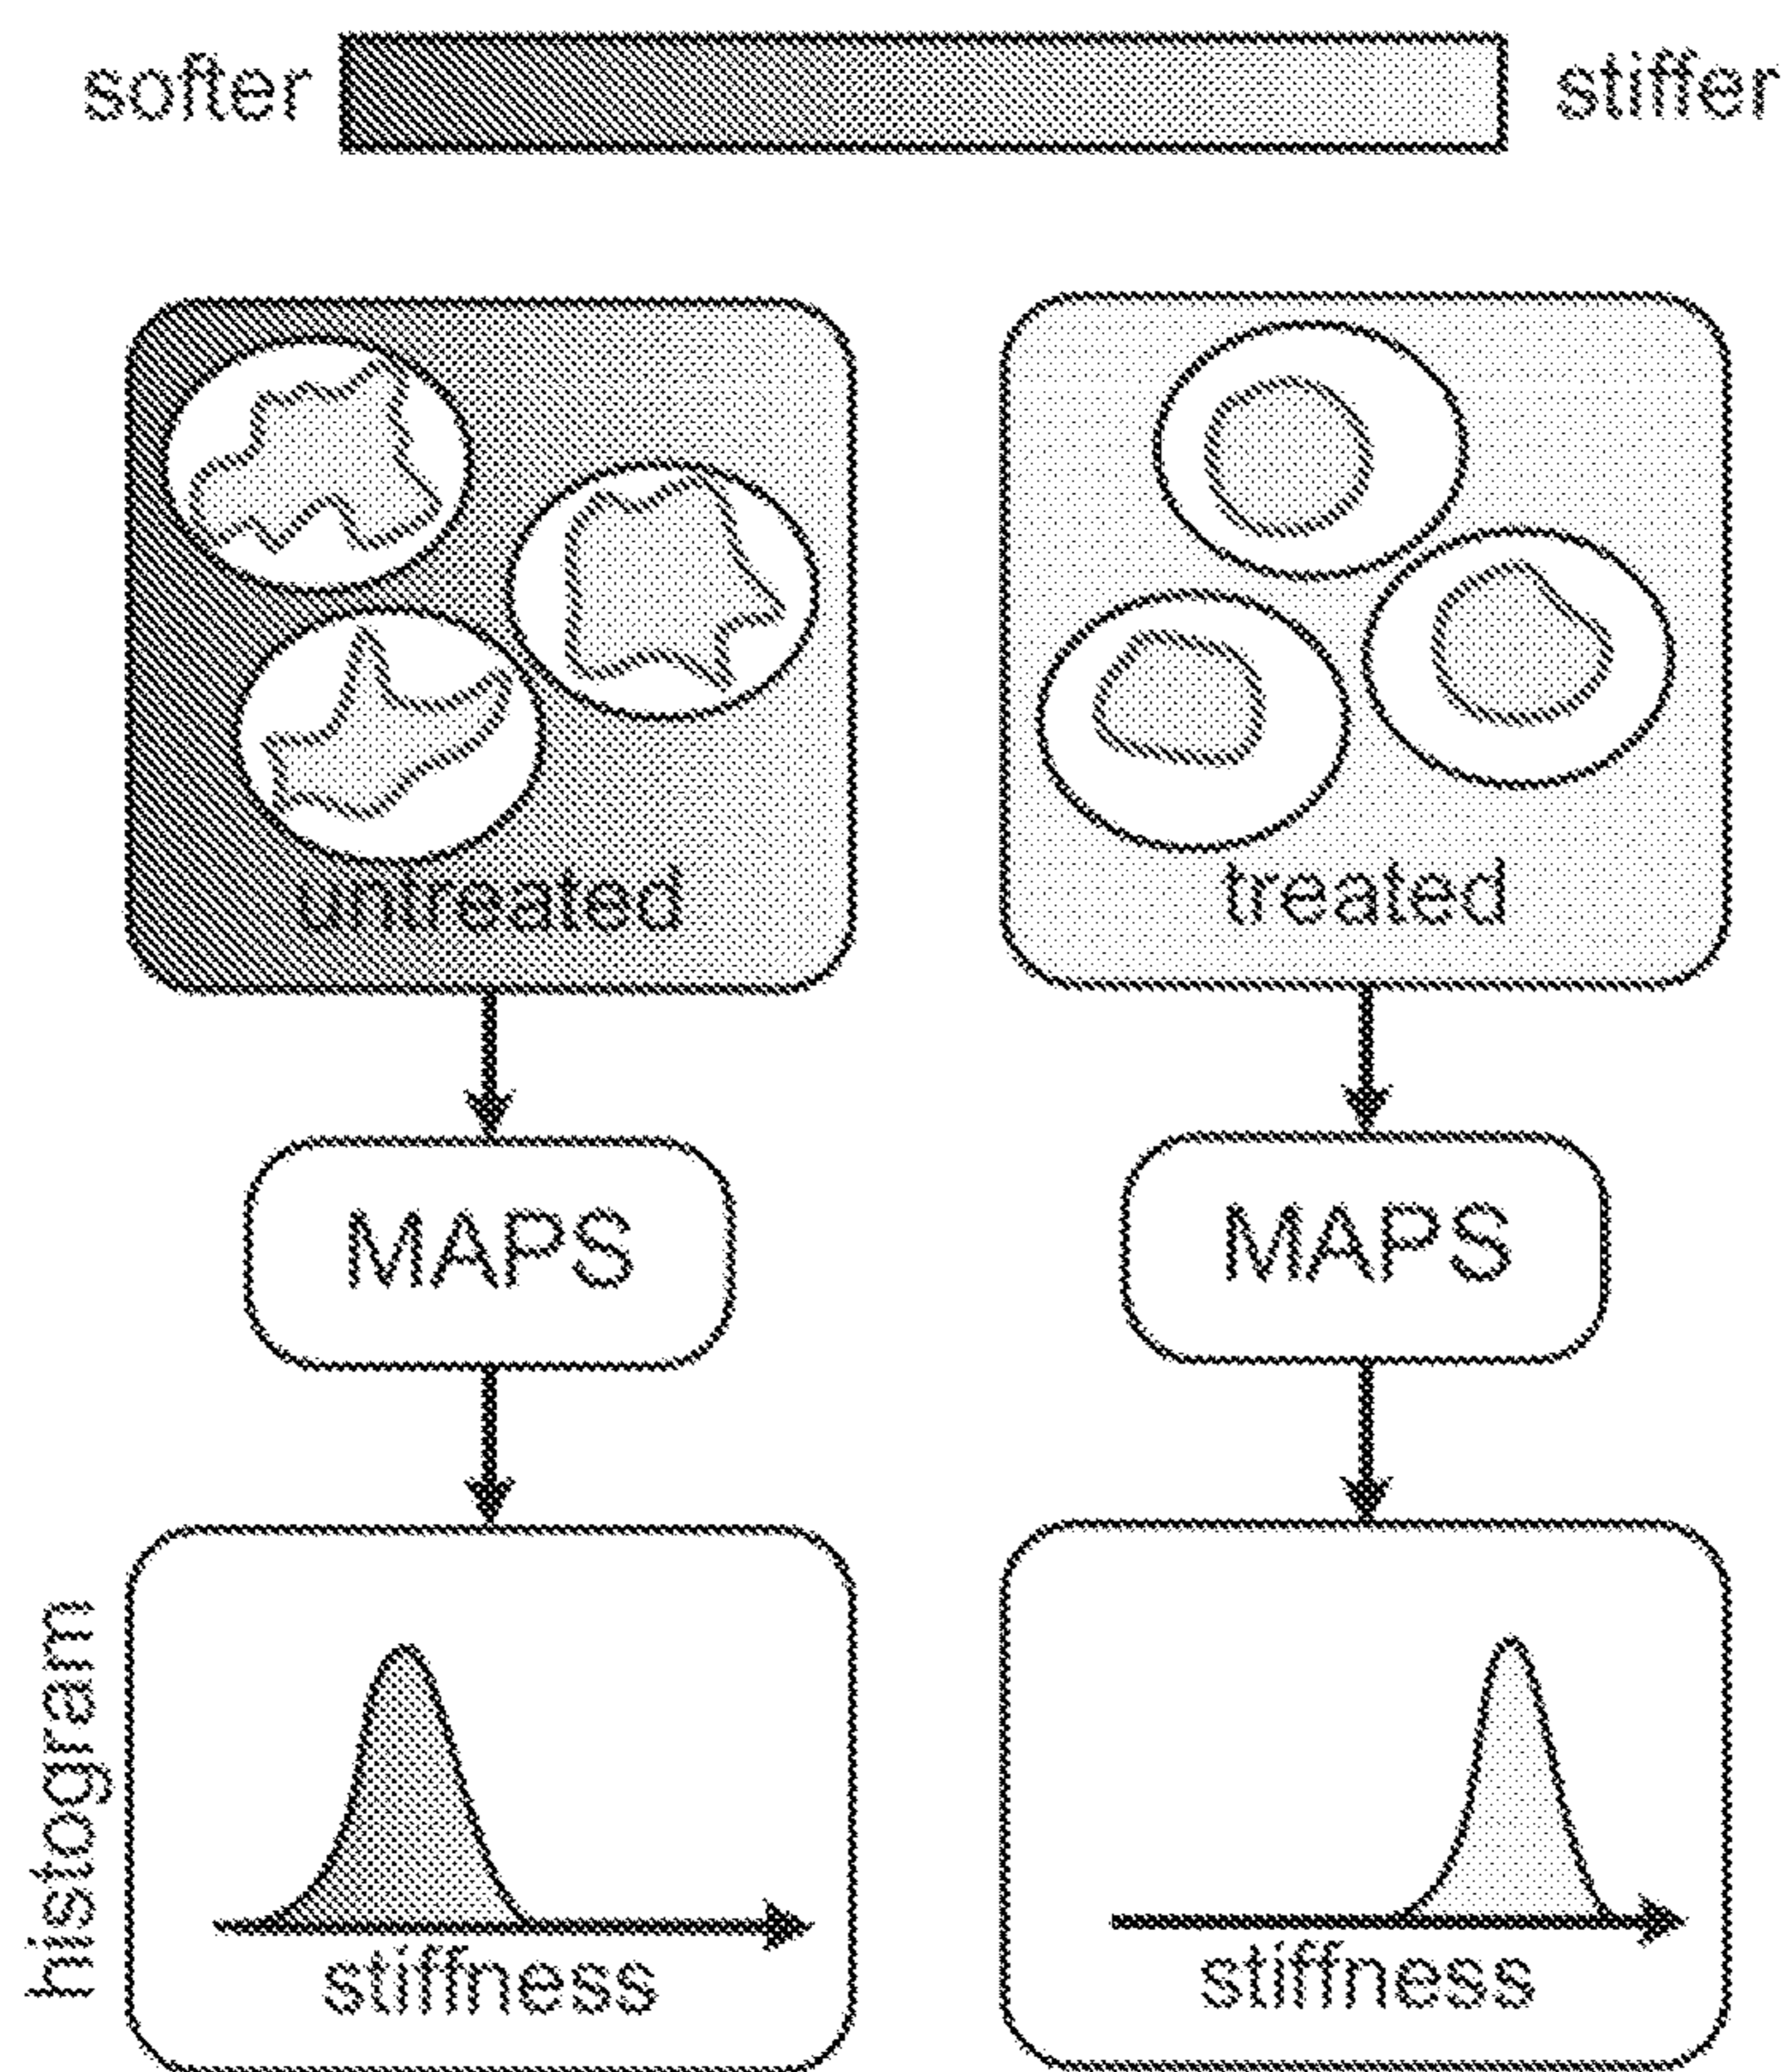 softer
stiffer
untreated
treated
MAPS
MAPS
histogram
stiffness
stiffness